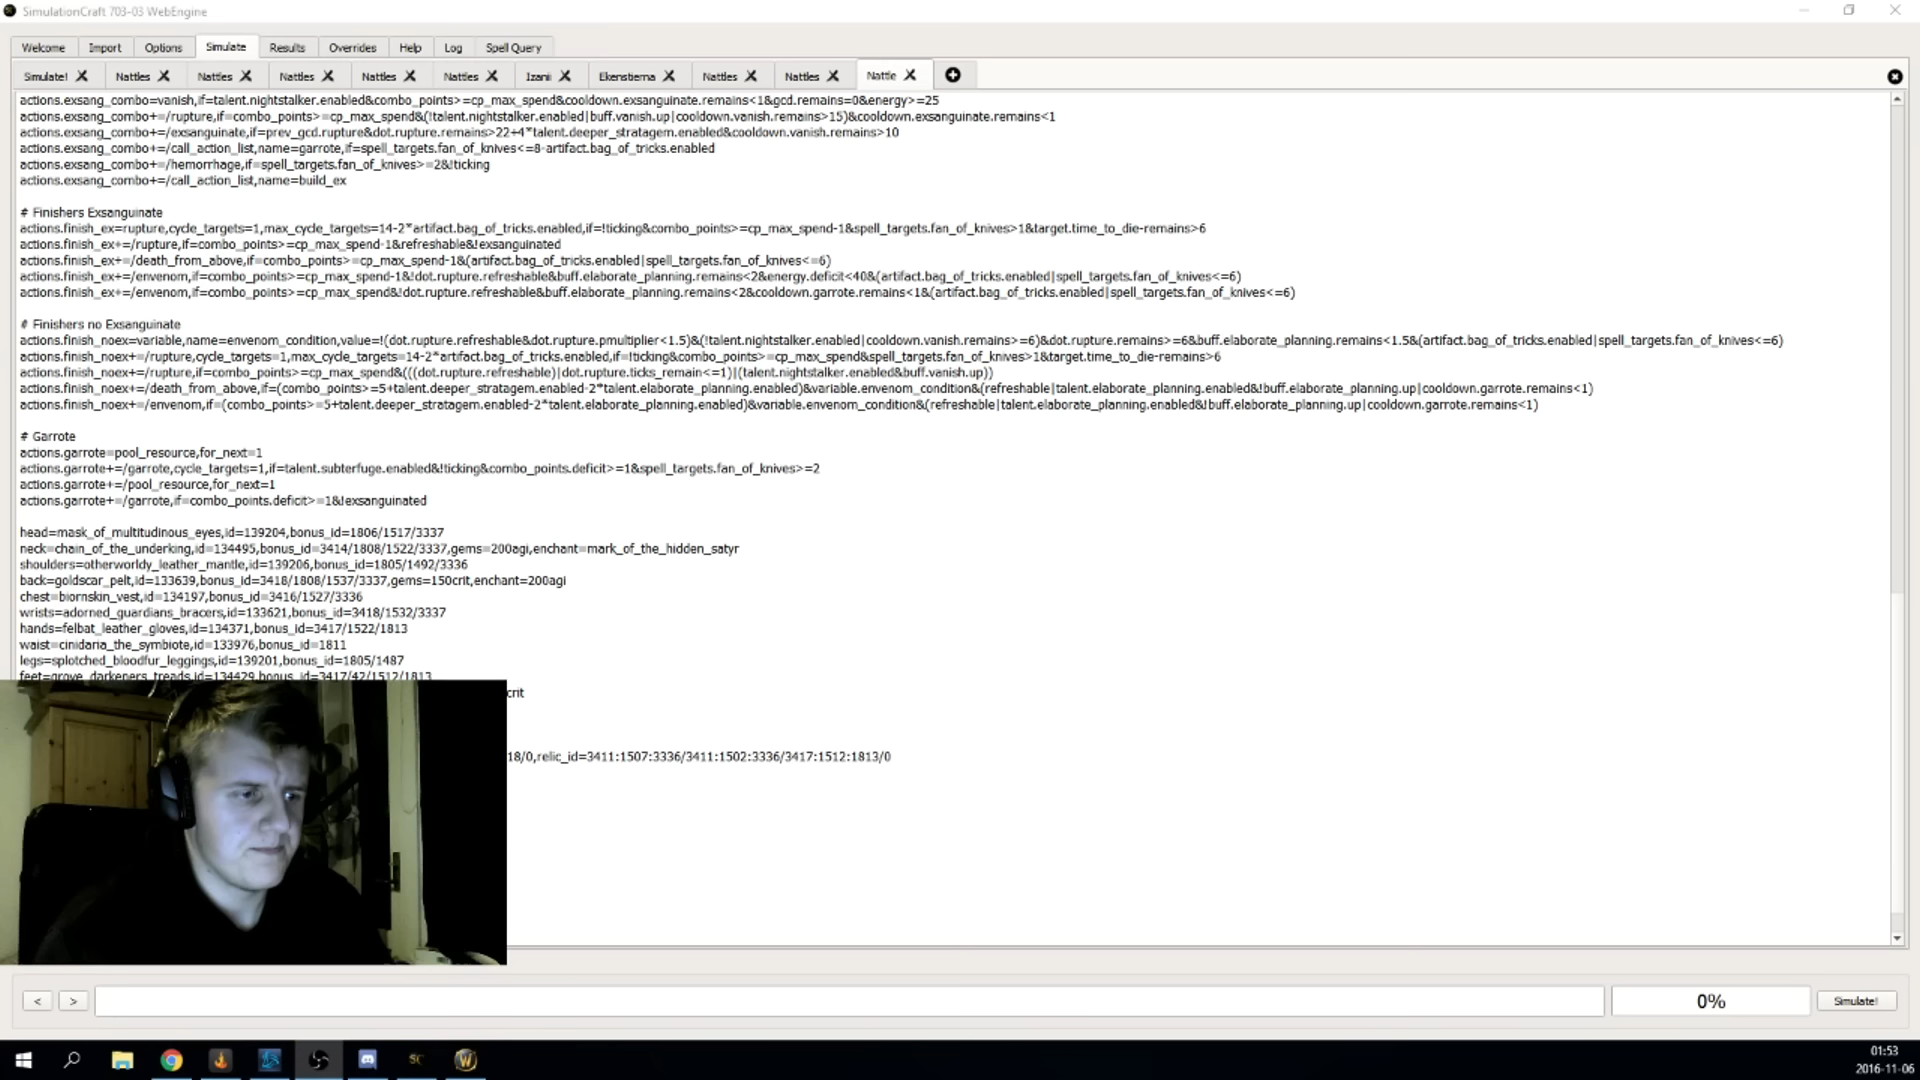 SimulationCraft 703-03 WebEngine
Welcome Import Options Simulate Results Overrides Help Log Spell Query
Simulate! Nattles Nattles Nattles Nattles Nattles Izanii Ekenstierna Nattles Nattles Nattle
actions.exsang_combo=vanish,if=talent.nightstalker.enabled&combo_points>=cp_max_spend&cooldown.exsanguinate.remains<1&gcd.remains=0&energy>=25
actions.exsang_combo+=/rupture,if=combo_points>=cp_max_spend&(!talent.nightstalker.enabled|buff.vanish.up|cooldown.vanish.remains>15)&cooldown.exsanguinate.remains<1
actions.exsang_combo+=/exsanguinate,if=prev_gcd.rupture&dot.rupture.remains>22+4*talent.deeper_stratagem.enabled&cooldown.vanish.remains>10
actions.exsang_combo+=/call_action_list,name=garrote,if=spell_targets.fan_of_knives<=8-artifact.bag_of_tricks.enabled
actions.exsang_combo+=/hemorrhage,if=spell_targets.fan_of_knives>=2&!ticking
actions.exsang_combo+=/call_action_list,name=build_ex
# Finishers Exsanguinate
actions.finish_ex=rupture,cycle_targets=1,max_cycle_targets=14-2*artifact.bag_of_tricks.enabled,if=!ticking&combo_points>=cp_max_spend-1&spell_targets.fan_of_knives>1&target.time_to_die-remains>6
actions.finish_ex+=/rupture,if=combo_points>=cp_max_spend-1&refreshable&!exsanguinated
actions.finish_ex+=/death_from_above,if=combo_points>=cp_max_spend-1&(artifact.bag_of_tricks.enabled|spell_targets.fan_of_knives<=6)
actions.finish_ex+=/envenom,if=combo_points>=cp_max_spend-1&!dot.rupture.refreshable&buff.elaborate_planning.remains<2&energy.deficit<40&(artifact.bag_of_tricks.enabled|spell_targets.fan_of_knives<=6)
actions.finish_ex+=/envenom,if=combo_points>=cp_max_spend&!dot.rupture.refreshable&buff.elaborate_planning.remains<2&cooldown.garrote.remains<1&(artifact.bag_of_tricks.enabled|spell_targets.fan_of_knives<=6)
# Finishers no Exsanguinate
actions.finish_noex=variable,name=envenom_condition,value=!(dot.rupture.refreshable&dot.rupture.pmultiplier<1.5)&(!talent.nightstalker.enabled|cooldown.vanish.remains>=6)&dot.rupture.remains>=6&buff.elaborate_planning.remains<1.5&(artifact.bag_of_tricks.enabled|spell_targets.fan_of_knives<=6)
actions.finish_noex+=/rupture,cycle_targets=1,max_cycle_targets=14-2*artifact.bag_of_tricks.enabled,if=!ticking&combo_points>=cp_max_spend&spell_targets.fan_of_knives>1&target.time_to_die-remains>6
actions.finish_noex+=/rupture,if=combo_points>=cp_max_spend&(((dot.rupture.refreshable)|dot.rupture.ticks_remain<=1)|(talent.nightstalker.enabled&buff.vanish.up))
actions.finish_noex+=/death_from_above,if=(combo_points>=5+talent.deeper_stratagem.enabled-2*talent.elaborate_planning.enabled)&variable.envenom_condition&(refreshable|talent.elaborate_planning.enabled&!buff.elaborate_planning.up|cooldown.garrote.remains<1)
actions.finish_noex+=/envenom,if=(combo_points>=5+talent.deeper_stratagem.enabled-2*talent.elaborate_planning.enabled)&variable.envenom_condition&(refreshable|talent.elaborate_planning.enabled&!buff.elaborate_planning.up|cooldown.garrote.remains<1)
# Garrote
actions.garrote=pool_resource,for_next=1
actions.garrote+=/garrote,cycle_targets=1,if=talent.subterfuge.enabled&!ticking&combo_points.deficit>=1&spell_targets.fan_of_knives>=2
actions.garrote+=/pool_resource,for_next=1
actions.garrote+=/garrote,if=combo_points.deficit>=1&!exsanguinated
head=mask_of_multitudinous_eyes,id=139204,bonus_id=1806/1517/3337
neck=chain_of_the_underking,id=134495,bonus_id=3414/1808/1522/3337,gems=200agi,enchant=mark_of_the_hidden_satyr
shoulders=otherworldy_leather_mantle,id=139206,bonus_id=1805/1492/3336
back=goldscar_pelt,id=133639,bonus_id=3418/1808/1537/3337,gems=150crit,enchant=200agi
chest=biornskin_vest,id=134197,bonus_id=3416/1527/3336
wrists=adorned_guardians_bracers,id=133621,bonus_id=3418/1532/3337
hands=felbat_leather_gloves,id=134371,bonus_id=3417/1522/1813
waist=cinidaria_the_symbiote,id=133976,bonus_id=1811
legs=splotched_bloodfur_leggings,id=139201,bonus_id=1805/1487
feet=grove_darkeners_treads,id=134429,bonus_id=3417/42/1512/1813
crit
18/0,relic_id=3411:1507:3336/3411:1502:3336/3417:1512:1813/0
< > 0% Simulate!
01:53
2016-11-06